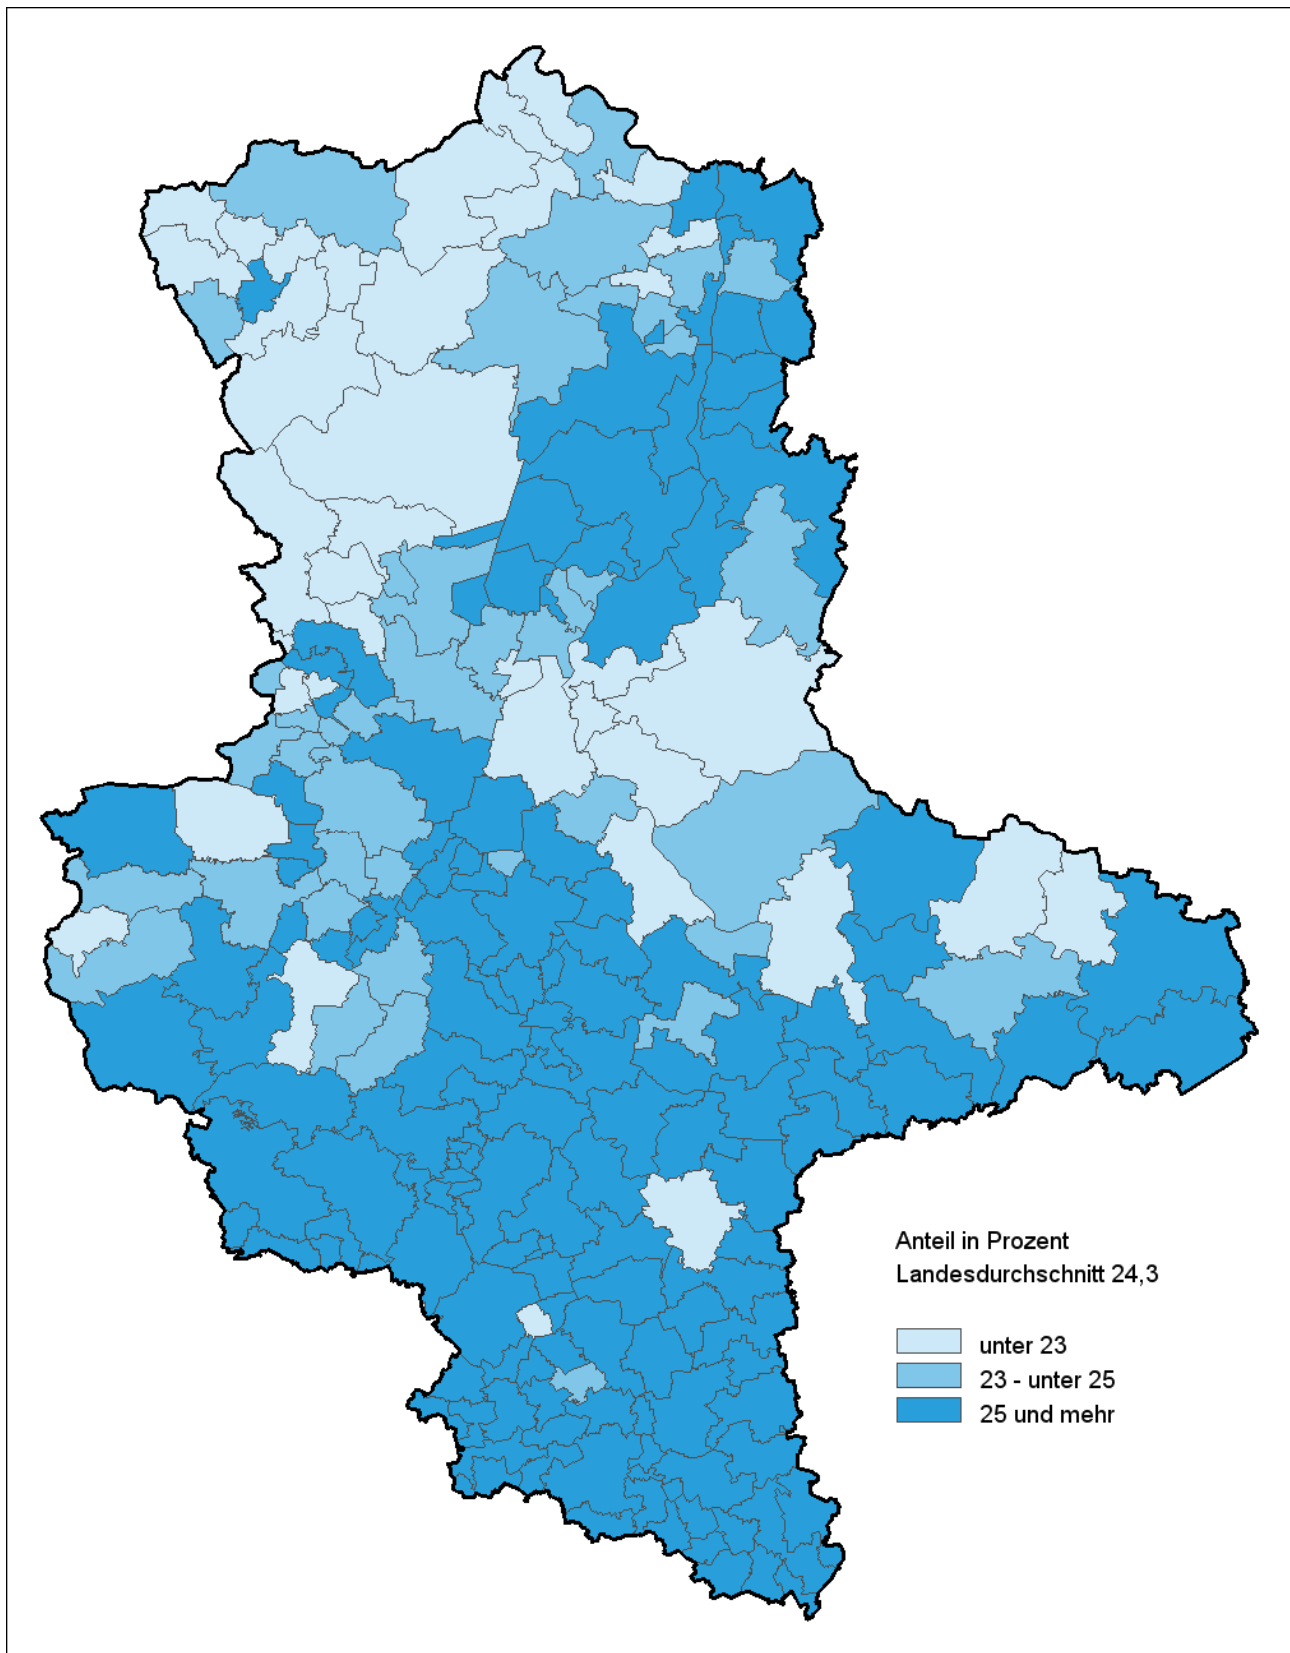 Anteil in Prozent
Landesdurchschnitt 24,3
unter 23
23 - unter 25
25 und mehr